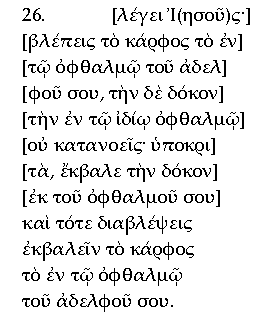 26. [λέγει Ἰ(ησοῦ)ς·]
[βλέπεις τὸ κάρφος τὸ ἐν]
[τῷ ὀφθαλμῷ τοῦ ἀδελ]
[φοῦ σου, τὴν δὲ δόκον]
[τὴν ἐν τῷ ἰδίῳ ὀφθαλμῷ]
[οὐ κατανοεῖς· ὑποκρι]
[τὰ, ἔκβαλε τὴν δόκον]
[ἐκ τοῦ ὀφθαλμοῦ σου]
καὶ τότε διαβλέψεις
ἐκβαλεῖν τὸ κάρφος
τὸ ἐν τῷ ὀφθαλμῷ
τοῦ ἀδελφοῦ σου.